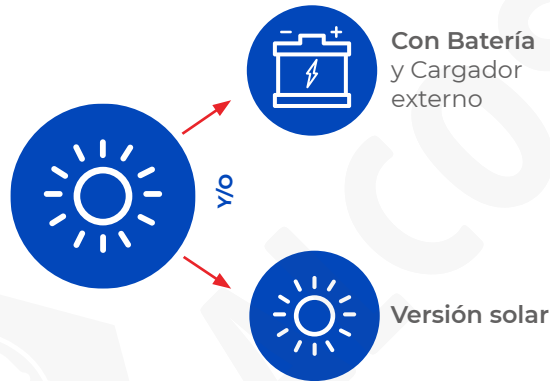 Con Batería
y Cargador
externo
Y/O
Versión solar